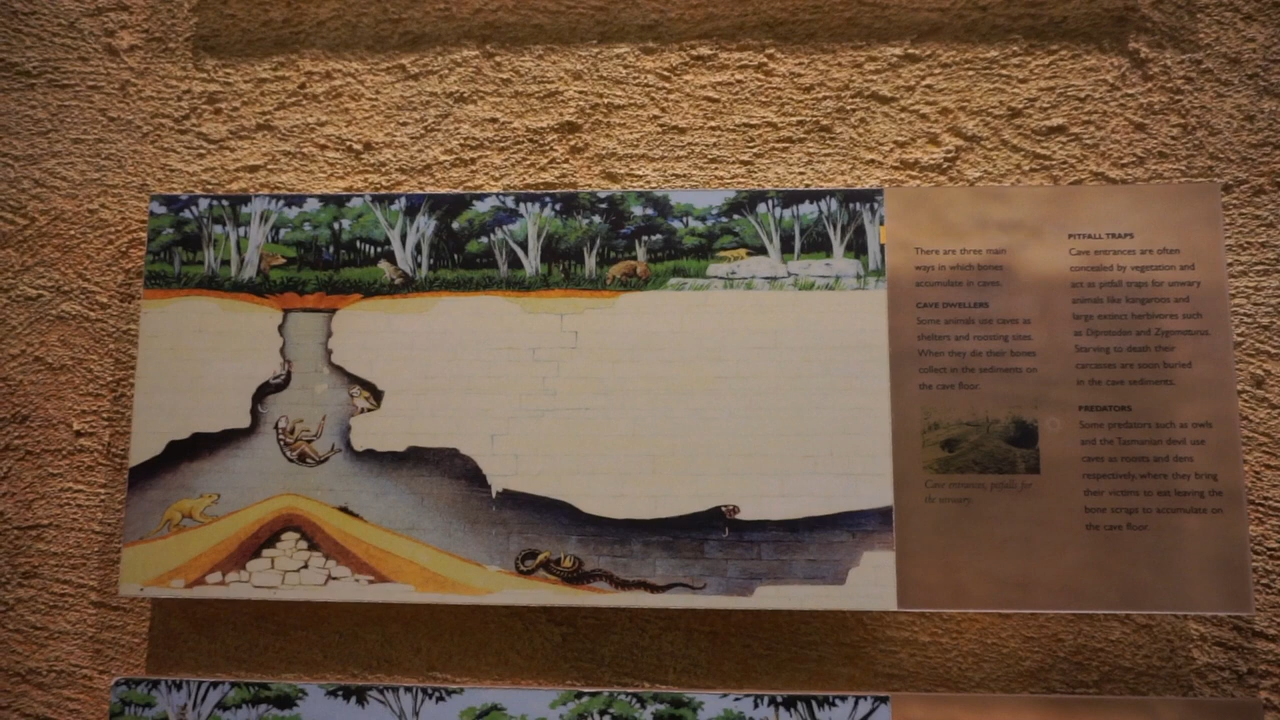 There are three main
ways in which bones
accumulate in caves.
CAVE DWELLERS
Some animals use caves as
shelters and roosting sites.
When they die their bones
collect in the sediments on
the cave floor.
Cave entrances, pitfalls for
the unwary.
PITFALL TRAPS
Cave entrances are often
concealed by vegetation and
act as pitfall traps for unwary
animals like kangaroos and
large extinct herbivores such
as Diprotodon and Zygomaturus.
Starving to death their
carcasses are soon buried
in the cave sediments.
PREDATORS
Some predators such as owls
and the Tasmanian devil use
caves as roosts and dens
respectively, where they bring
their victims to eat leaving the
bone scraps to accumulate on
the cave floor.